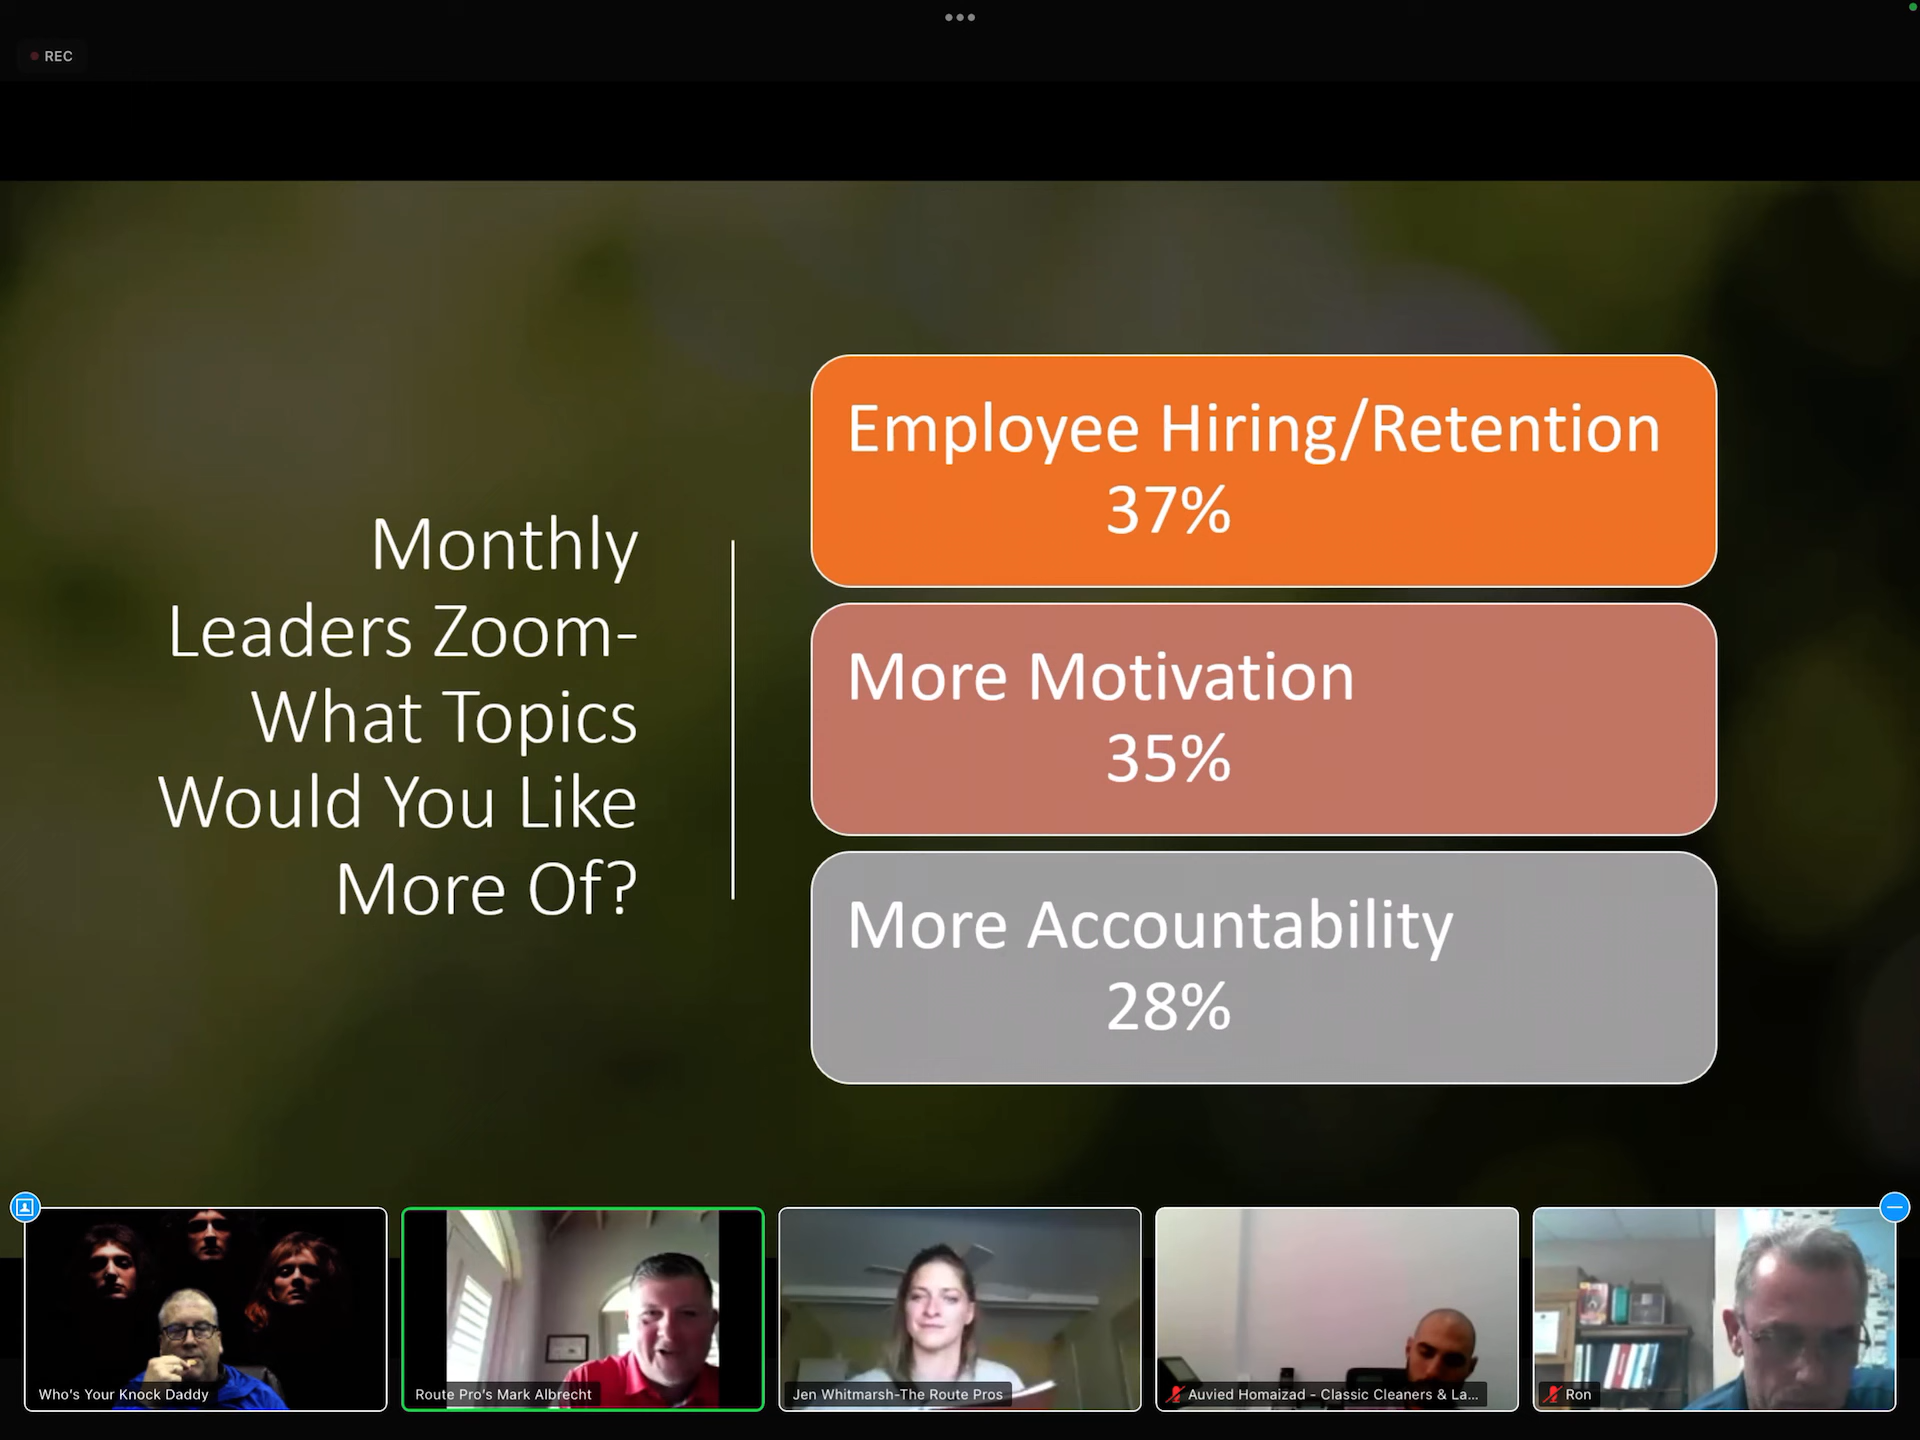 REC
Monthly
Leaders Zoom-
What Topics
Would You Like
More Of?
Employee Hiring/Retention
37%
More Motivation
35%
More Accountability
28%
Who's Your Knock Daddy
Route Pro's Mark Albrecht
Jen Whitmarsh-The Route Pros
Auvied Homaizad - Classic Cleaners & La...
Ron